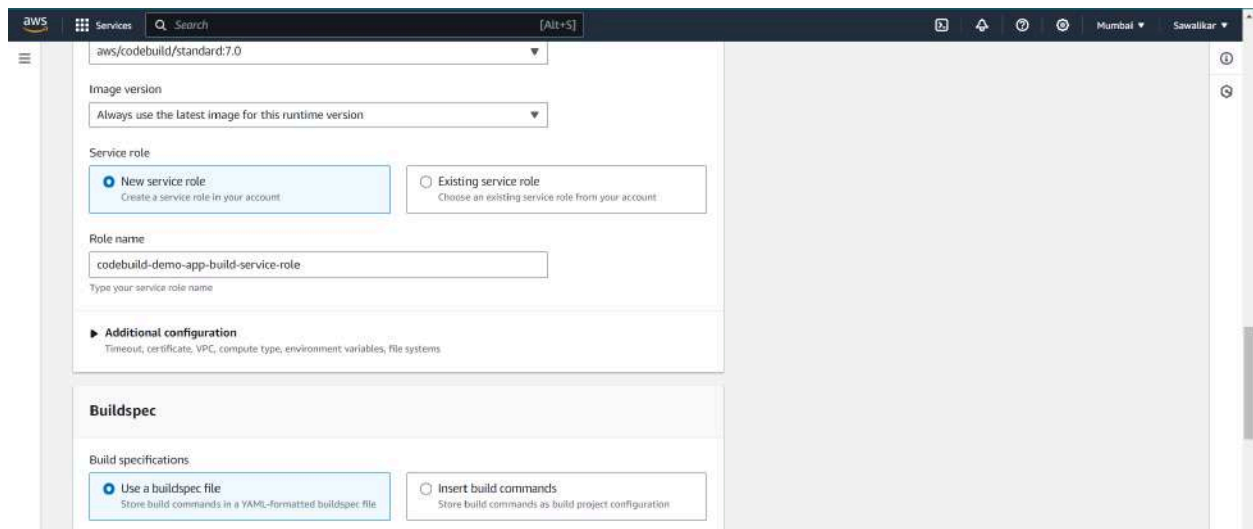 aws
Services
Search
[Alt+S]
Mumbai
Sawalikar
aws/codebuild/standard:7.0
Image version
Always use the latest image for this runtime version
Service role
New service role
Create a service role in your account
Existing service role
Choose an existing service role from your account
Role name
codebuild-demo-app-build-service-role
Type your service role name
Additional configuration
Timeout, certificate, VPC, compute type, environment variables, file systems
Buildspec
Build specifications
Use a buildspec file
Store build commands in a YAML-formatted buildspec file
Insert build commands
Store build commands as build project configuration